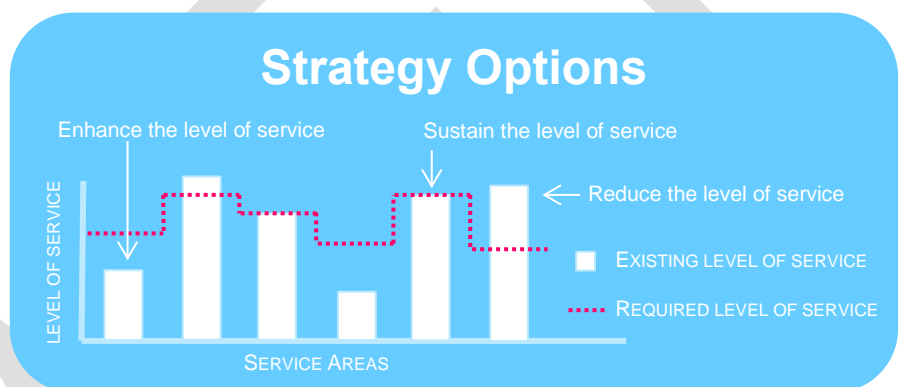 Strategy Options
Enhance the level of service
Sustain the level of service
Reduce the level of service
LEVEL OF SERVICE
EXISTING LEVEL OF SERVICE
REQUIRED LEVEL OF SERVICE
SERVICE AREAS